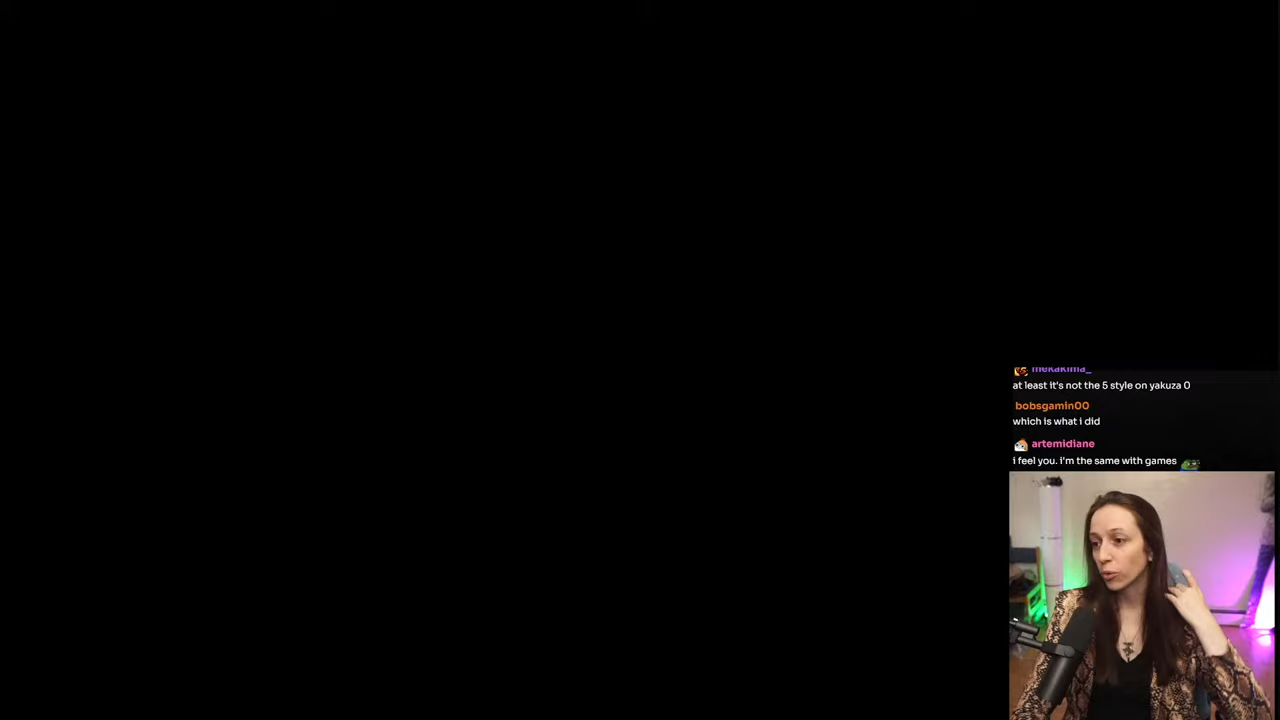 mekakima_
at least it's not the 5 style on yakuza 0
bobsgamin00
which is what i did
artemidiane
i feel you. i'm the same with games